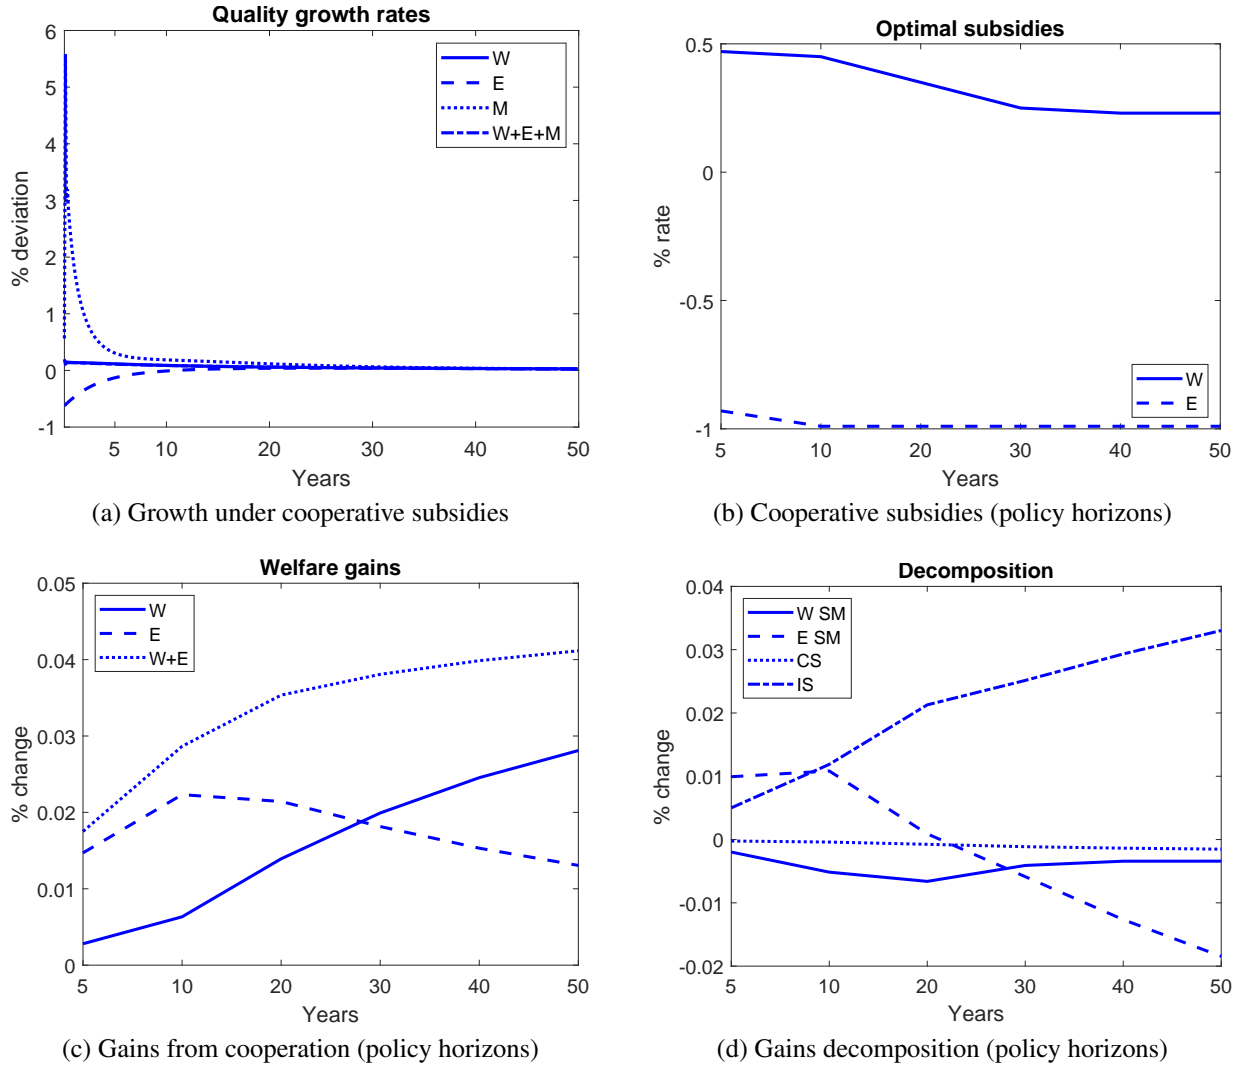 Quality growth rates
6
5
4
3
2
1
0
-1
% deviation
W
E
M
W+E+M
5
10
20
30
40
50
Years
(a) Growth under cooperative subsidies
Optimal subsidies
0.5
0
-0.5
-1
% rate
W
E
5
10
20
30
40
50
Years
(b) Cooperative subsidies (policy horizons)
Welfare gains
0.05
0.04
0.03
0.02
0.01
0
% change
W
E
W+E
5
10
20
30
40
50
Years
(c) Gains from cooperation (policy horizons)
Decomposition
0.04
0.03
0.02
0.01
0
-0.01
-0.02
% change
W SM
E SM
CS
IS
5
10
20
30
40
50
Years
(d) Gains decomposition (policy horizons)